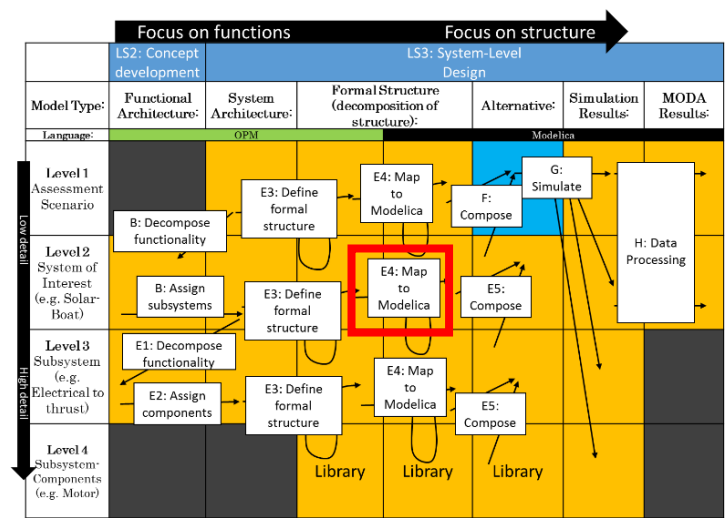 Focus on functions
Focus on structure
LS2: Concept
development
LS3: System-Level
Design
Model Type:
Functional
Architecture:
System
Architecture:
Formal Structure
(decomposition of
structure):
Alternative:
Simulation
Results:
MODA
Results:
Language:
OPM
Modelica
Low detail
High detail
Level 1
Assessment
Scenario
B: Decompose
functionality
E3: Define
formal
structure
E4: Map
to
Modelica
F:
Compose
G:
Simulate
H: Data
Processing
Level 2
System of
Interest
(e.g. Solar-
Boat)
B: Assign
subsystems
E3: Define
formal
structure
E4: Map
to
Modelica
E5:
Compose
Level 3
Subsystem
(e.g.
Electrical to
thrust)
E1: Decompose
functionality
E2: Assign
components
E3: Define
formal
structure
E4: Map
to
Modelica
E5:
Compose
Level 4
Subsystem-
Components
(e.g. Motor)
Library
Library
Library